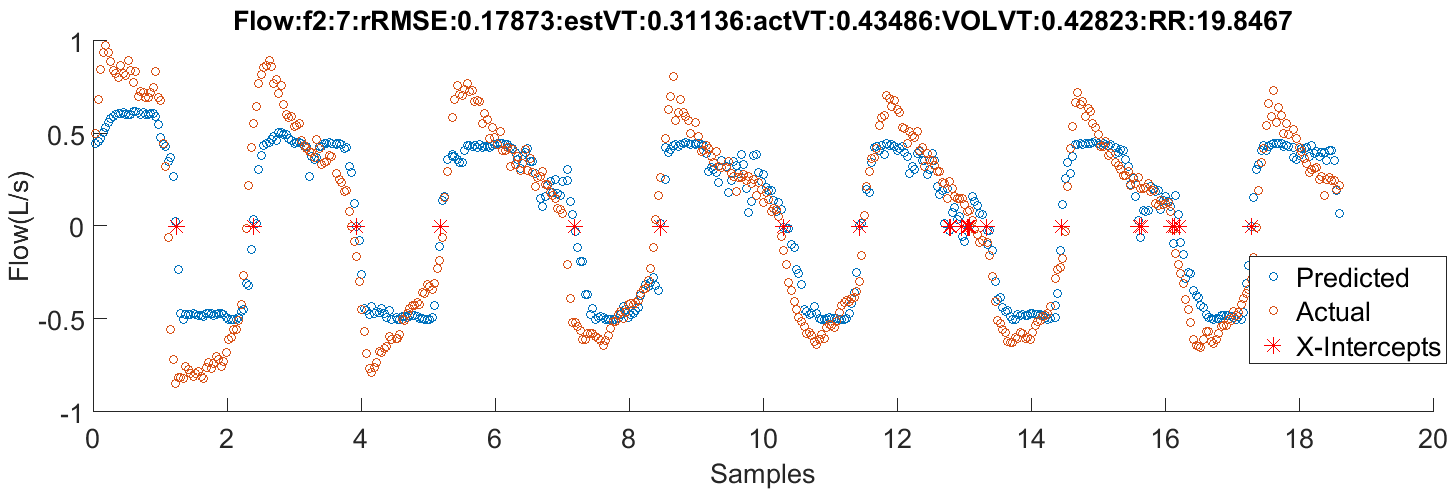 Flow:f2:7:rRMSE:0.17873:estVT:0.31136:actVT:0.43486:VOLVT:0.42823:RR:19.8467
1
0.5
0
-0.5
-1
Flow(L/s)
Predicted
Actual
X-Intercepts
0 2 4 6 8 10 12 14 16 18 20
Samples